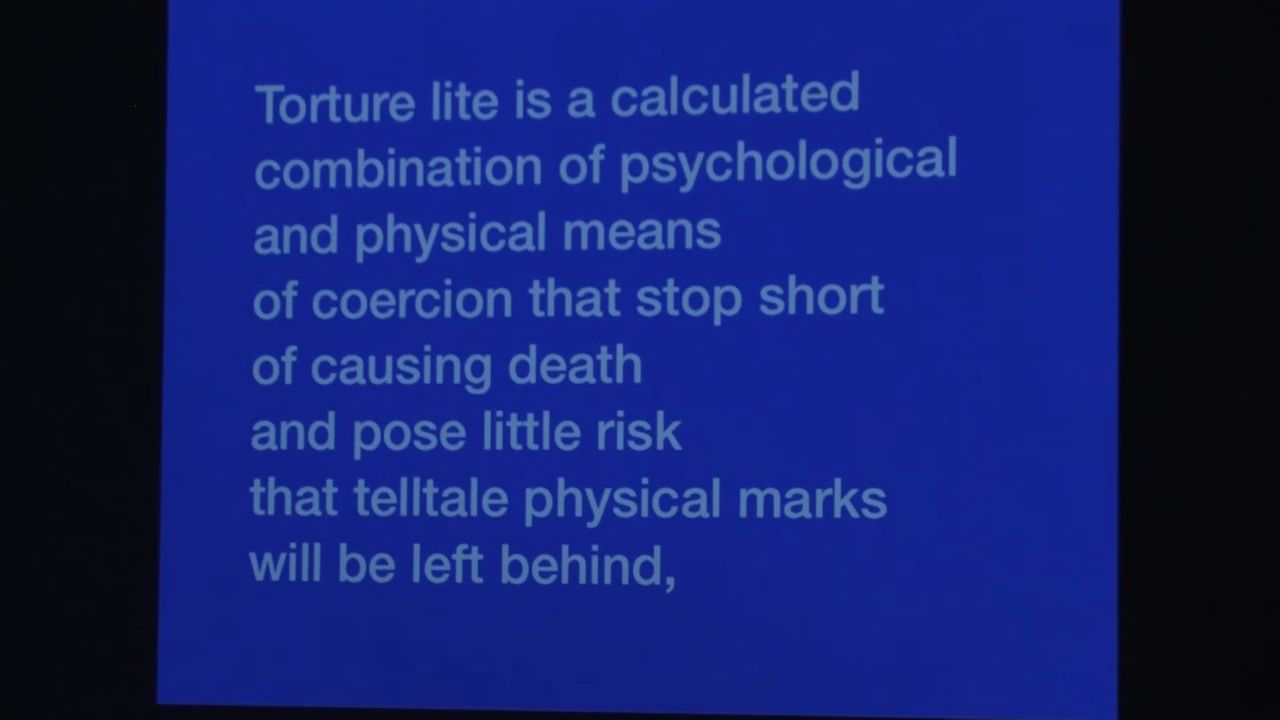 Torture lite is a calculated
combination of psychological
and physical means
of coercion that stop short
of causing death
and pose little risk
that telltale physical marks
will be left behind,